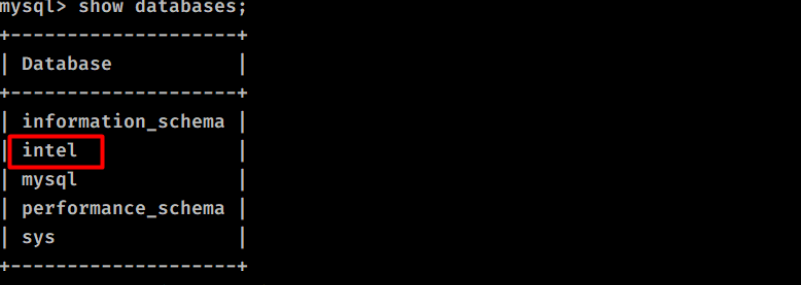 mysql> show databases;
+--------------------+
| Database           |
+--------------------+
| information_schema |
| intel              |
| mysql              |
| performance_schema |
| sys                |
+--------------------+